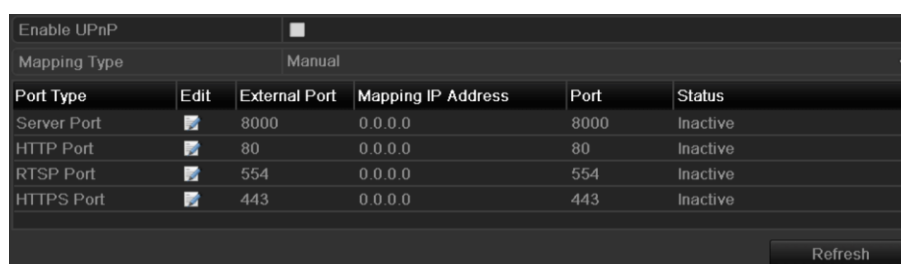 Enable UPnP
Mapping Type Manual
Port Type Edit External Port Mapping IP Address Port Status
Server Port 8000 0.0.0.0 8000 Inactive
HTTP Port 80 0.0.0.0 80 Inactive
RTSP Port 554 0.0.0.0 554 Inactive
HTTPS Port 443 0.0.0.0 443 Inactive
Refresh